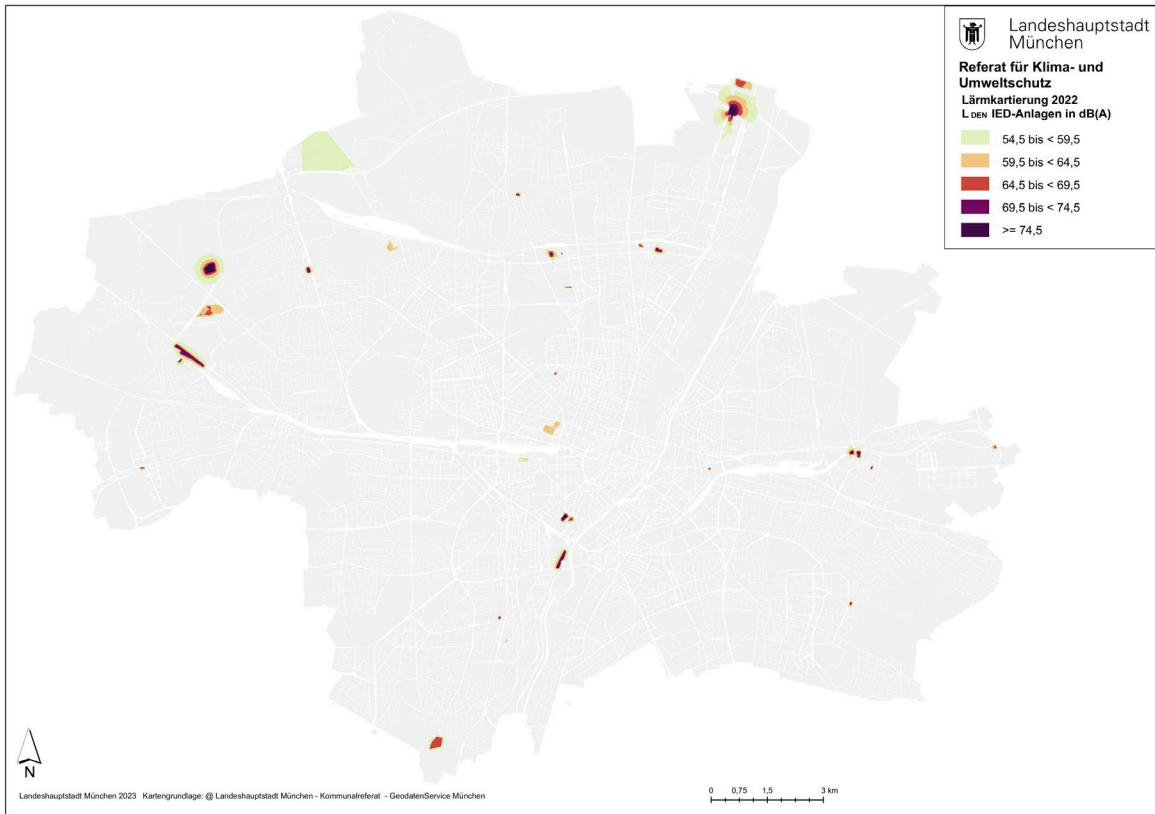 Landeshauptstadt
München
Referat für Klima- und
Umweltschutz
Lärmkartierung 2022
L DEN IED-Anlagen in dB(A)
54,5 bis < 59,5
59,5 bis < 64,5
64,5 bis < 69,5
69,5 bis < 74,5
>= 74,5
N
Landeshauptstadt München 2023 Kartengrundlage: @ Landeshauptstadt München - Kommunalreferat - GeodatenService München
0 0,75 1,5 3 km